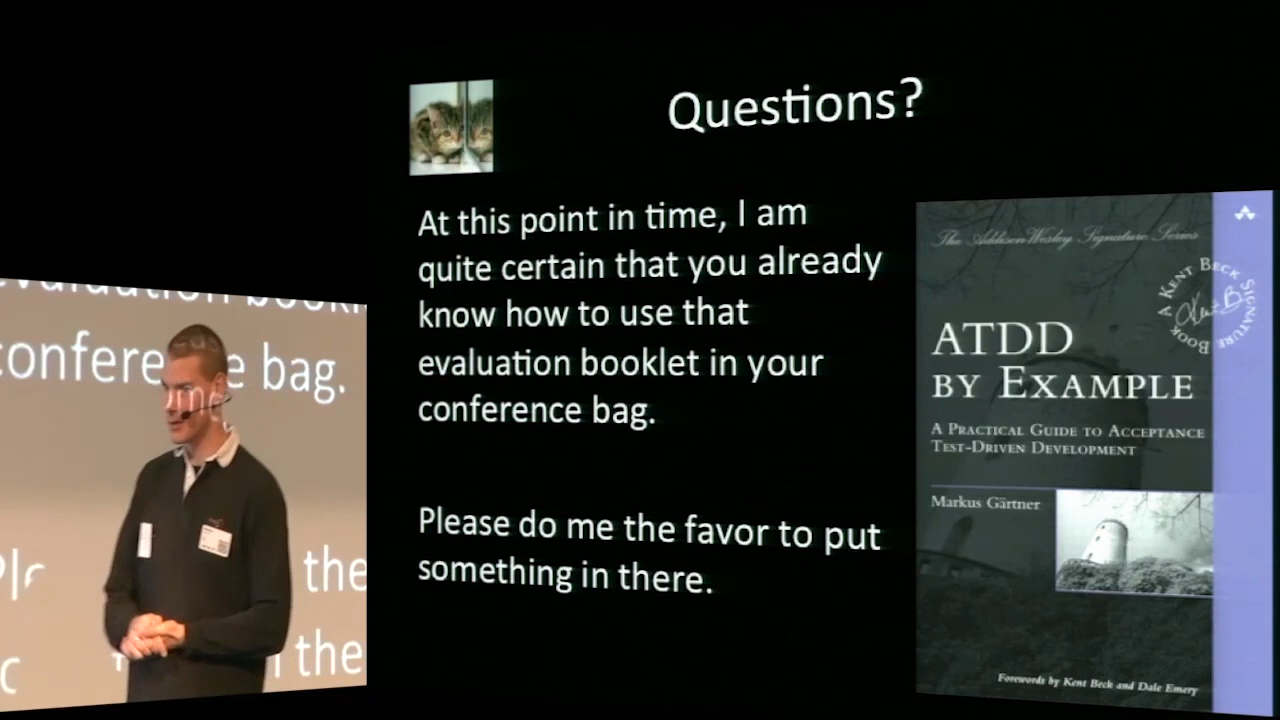 Questions?
At this point in time, I am
quite certain that you already
know how to use that
evaluation booklet in your
conference bag.
Please do me the favor to put
something in there.
The Addison Wesley Signature Series
A KENT BECK SIGNATURE BOOK
ATDD
BY EXAMPLE
A PRACTICAL GUIDE TO ACCEPTANCE
TEST-DRIVEN DEVELOPMENT
Markus Gärtner
Forewords by Kent Beck and Dale Emery
conference bag.
the
the